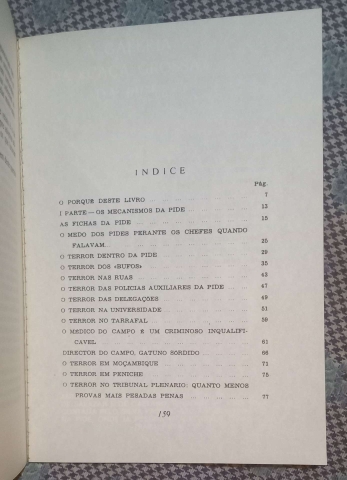 INDICE
Pág.
O PORQUE DESTE LIVRO 7
I PARTE — OS MECANISMOS DA PIDE 13
AS FICHAS DA PIDE 15
O MEDO DOS PIDES PERANTE OS CHEFES QUANDO
FALAVAM 25
O TERROR DENTRO DA PIDE 29
O TERROR DOS «BUFOS» 35
O TERROR NAS RUAS 43
O TERROR DAS POLICIAS AUXILIARES DA PIDE 47
O TERROR DAS DELEGAÇÕES 49
O TERROR NA UNIVERSIDADE 51
O TERROR NO TARRAFAL 59
O MEDICO DO CAMPO E UM CRIMINOSO INQUALIFI-
CAVEL 61
DIRECTOR DO CAMPO, GATUNO SORDIDO 66
O TERROR EM MOÇAMBIQUE 71
O TERROR EM PENICHE 75
O TERROR NO TRIBUNAL PLENARIO: QUANTO MENOS
PROVAS MAIS PESADAS PENAS 77
159